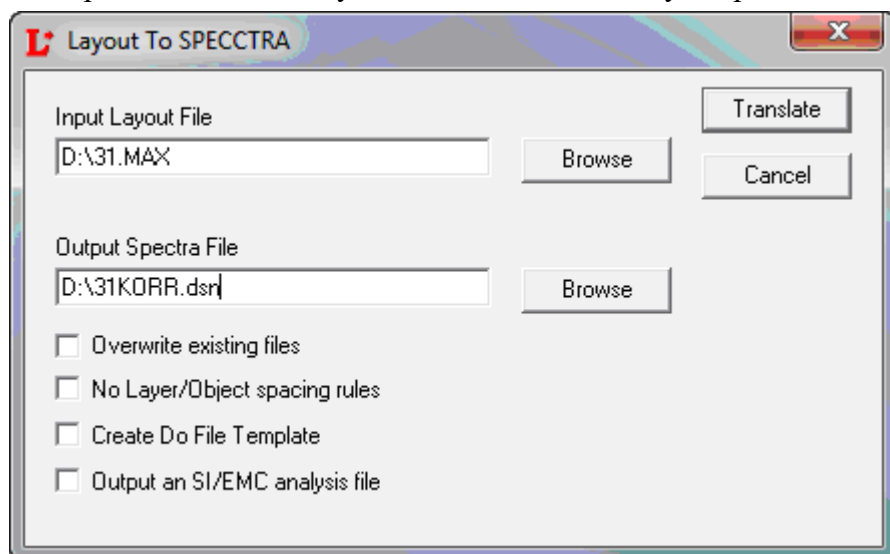 Layout To SPECCTRA
Input Layout File
Translate
D:\31.MAX
Browse
Cancel
Output Spectra File
D:\31KORR.dsn
Browse
Overwrite existing files
No Layer/Object spacing rules
Create Do File Template
Output an SI/EMC analysis file